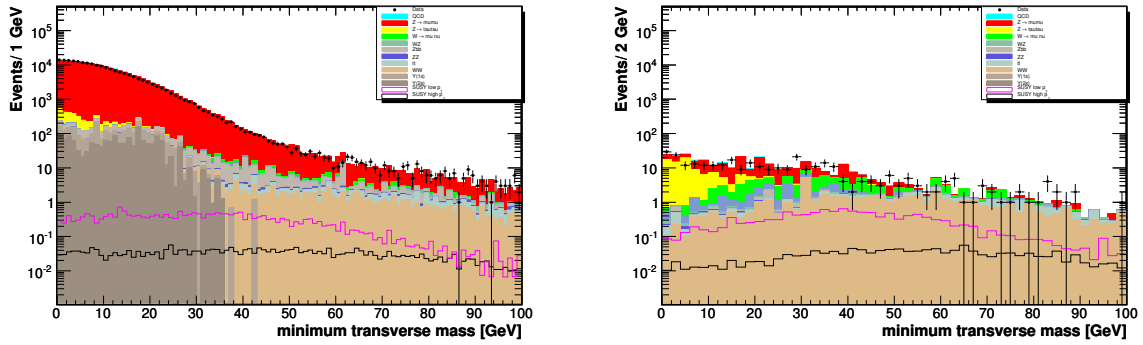 Events/ 1 GeV
10⁵
10⁴
10³
10²
10
1
10⁻¹
10⁻²
0 10 20 30 40 50 60 70 80 90 100
minimum transverse mass [GeV]
Data
QCD
Z → mumu
Z → tautau
W → mu nu
WZ
Zbb
ZZ
tt
WW
Y(1s)
Y(2s)
SUSY low p
SUSY high p
Events/ 2 GeV
10⁵
10⁴
10³
10²
10
1
10⁻¹
10⁻²
0 10 20 30 40 50 60 70 80 90 100
minimum transverse mass [GeV]
Data
QCD
Z → mumu
Z → tautau
W → mu nu
WZ
Zbb
ZZ
tt
WW
Y(1s)
Y(2s)
SUSY low p
SUSY high p